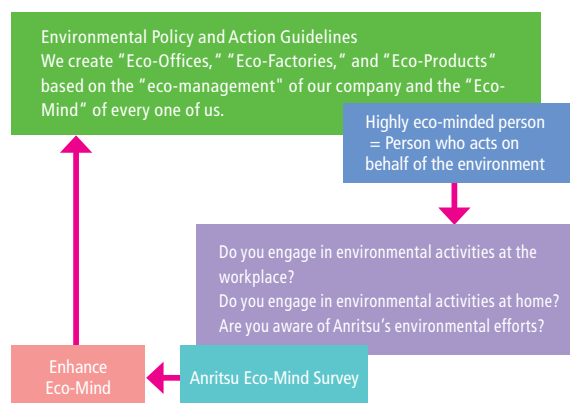 Environmental Policy and Action Guidelines
We create “Eco-Offices,“ “Eco-Factories,“ and “Eco-Products“
based on the “eco-management" of our company and the “Eco-
Mind“ of every one of us.
Highly eco-minded person
= Person who acts on
behalf of the environment
Do you engage in environmental activities at the
workplace?
Do you engage in environmental activities at home?
Are you aware of Anritsu’s environmental efforts?
Enhance
Eco-Mind
Anritsu Eco-Mind Survey